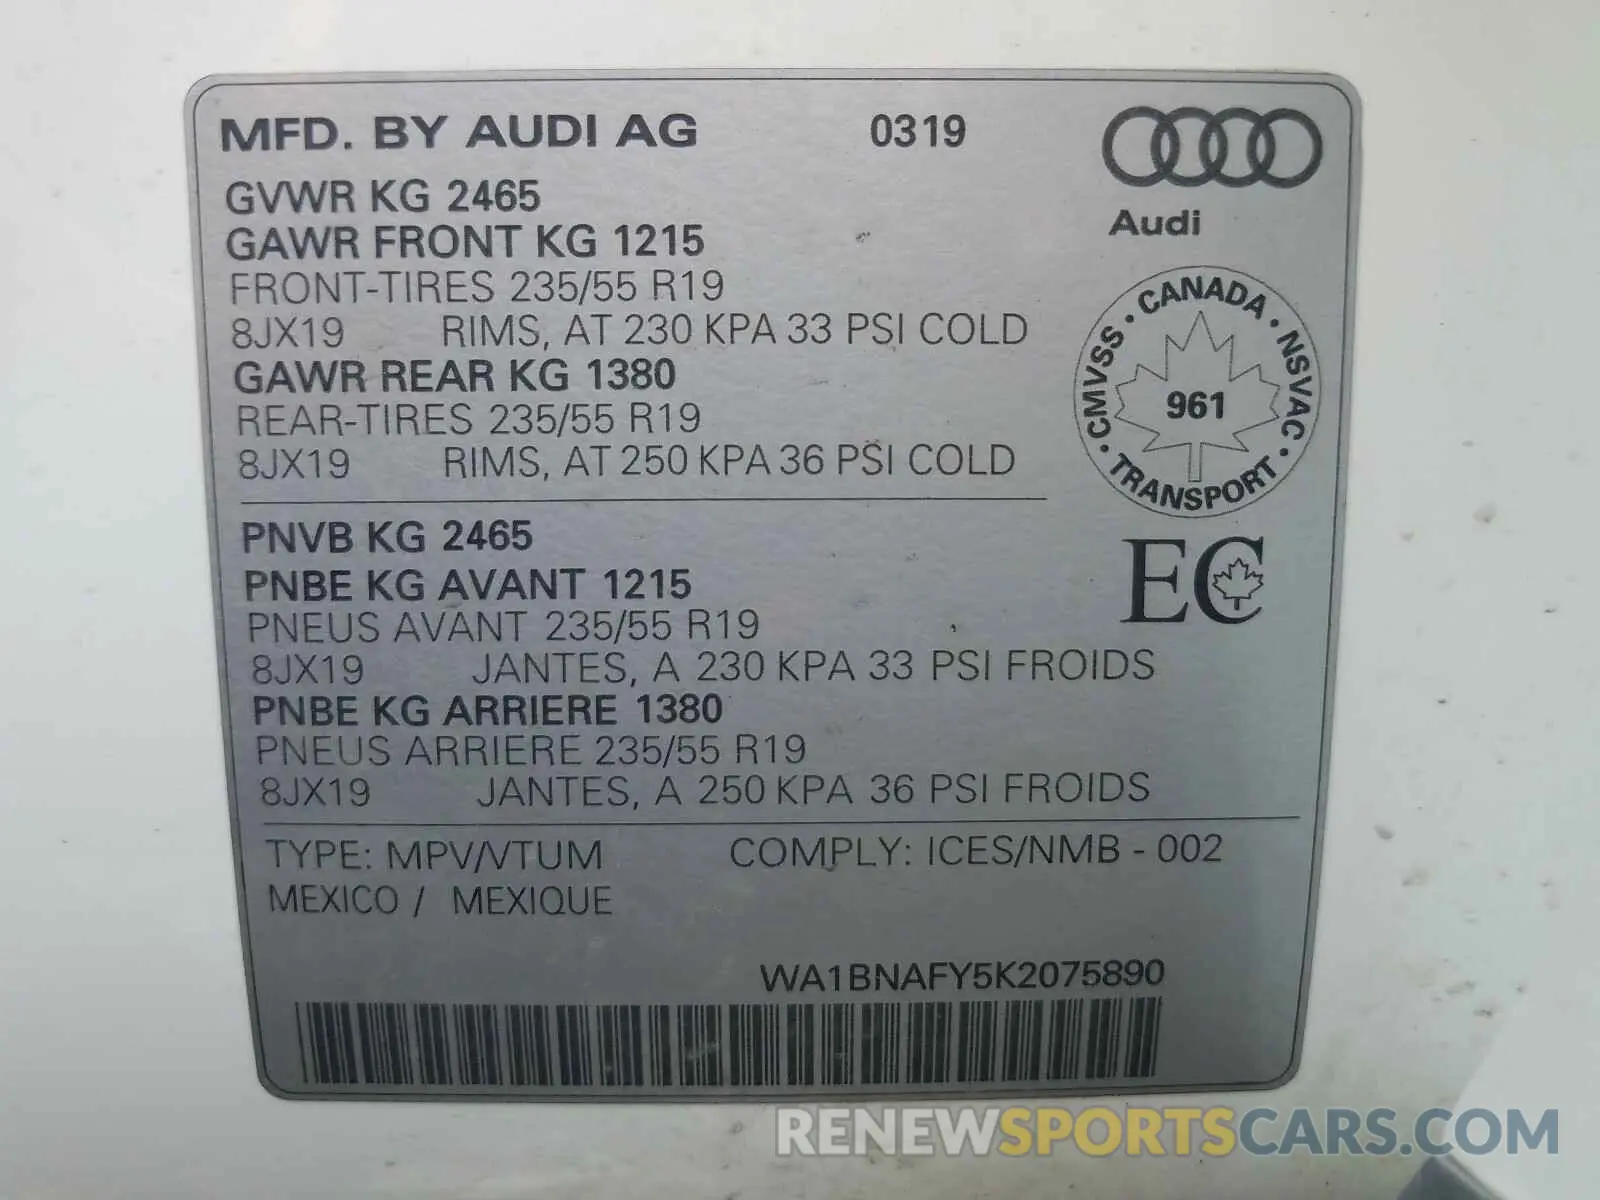 MFD. BY AUDI AG 0319
Audi
GVWR KG 2465
GAWR FRONT KG 1215
FRONT-TIRES 235/55 R19
8JX19 RIMS, AT 230 KPA 33 PSI COLD
GAWR REAR KG 1380
REAR-TIRES 235/55 R19
8JX19 RIMS, AT 250 KPA 36 PSI COLD
CMVSS · CANADA · NSVAC · TRANSPORT ·
961
EC
PNVB KG 2465
PNBE KG AVANT 1215
PNEUS AVANT 235/55 R19
8JX19 JANTES, A 230 KPA 33 PSI FROIDS
PNBE KG ARRIERE 1380
PNEUS ARRIERE 235/55 R19
8JX19 JANTES, A 250 KPA 36 PSI FROIDS
TYPE: MPV/VTUM COMPLY: ICES/NMB - 002
MEXICO / MEXIQUE
WA1BNAFY5K2075890
RENEWSPORTSCARS.COM